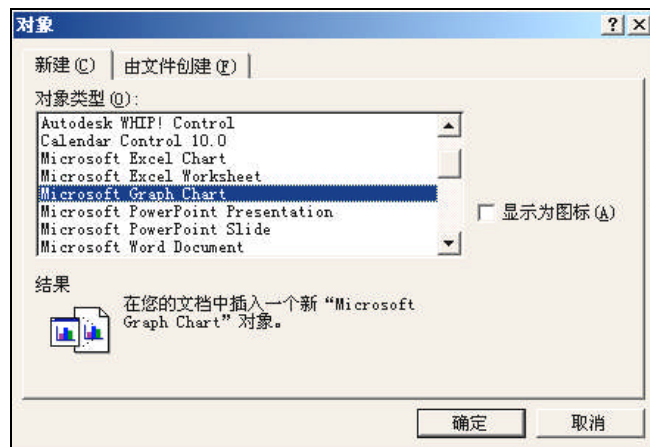 对象
新建(C)
由文件创建(F)
对象类型(O):
Autodesk WHIP! Control
Calendar Control 10.0
Microsoft Excel Chart
Microsoft Excel Worksheet
Microsoft Graph Chart
Microsoft PowerPoint Presentation
Microsoft PowerPoint Slide
Microsoft Word Document
显示为图标(A)
结果
在您的文档中插入一个新“Microsoft
Graph Chart”对象。
确定
取消